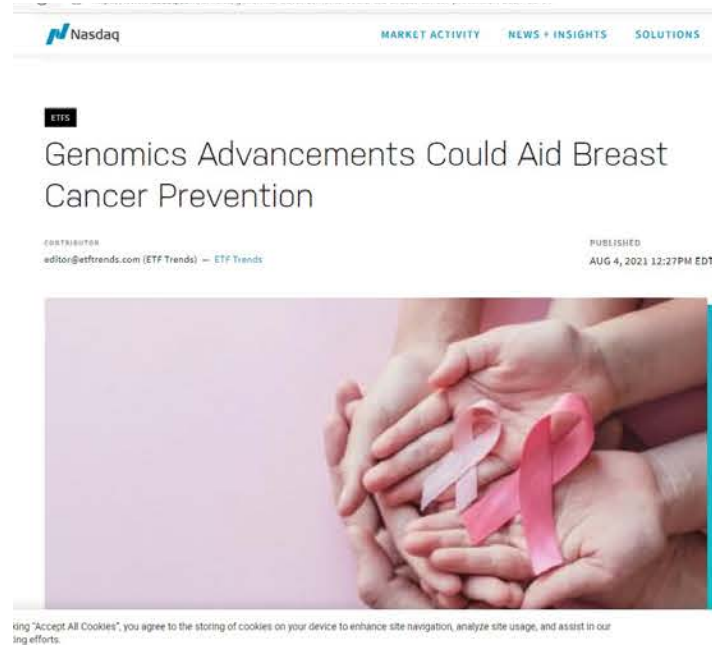 Nasdaq
MARKET ACTIVITY NEWS + INSIGHTS SOLUTIONS
ETFS
Genomics Advancements Could Aid Breast
Cancer Prevention
CONTRIBUTOR
editor@etftrends.com (ETF Trends) — ETF Trends
PUBLISHED
AUG 4, 2021 12:27PM EDT
king "Accept All Cookies", you agree to the storing of cookies on your device to enhance site navigation, analyze site usage, and assist in our
ing efforts.